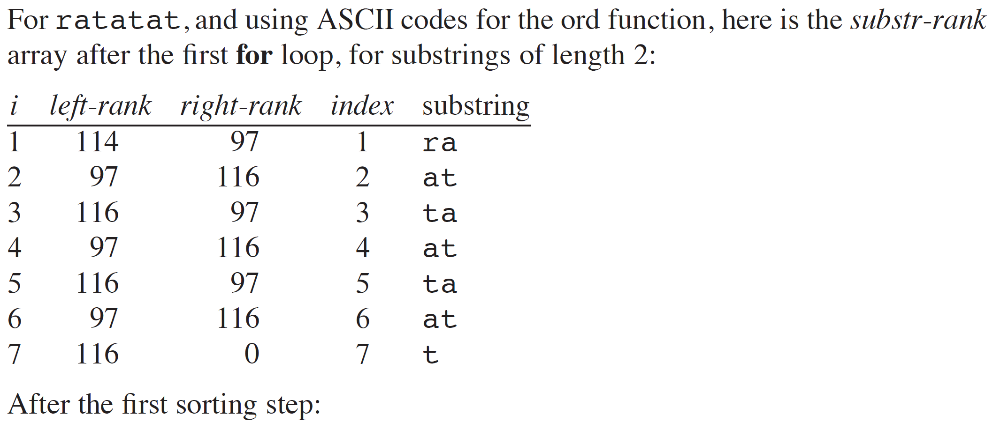 For ratatat, and using ASCII codes for the ord function, here is the substr-rank
array after the first for loop, for substrings of length 2:
i left-rank right-rank index substring
1 114 97 1 ra
2 97 116 2 at
3 116 97 3 ta
4 97 116 4 at
5 116 97 5 ta
6 97 116 6 at
7 116 0 7 t
After the first sorting step: